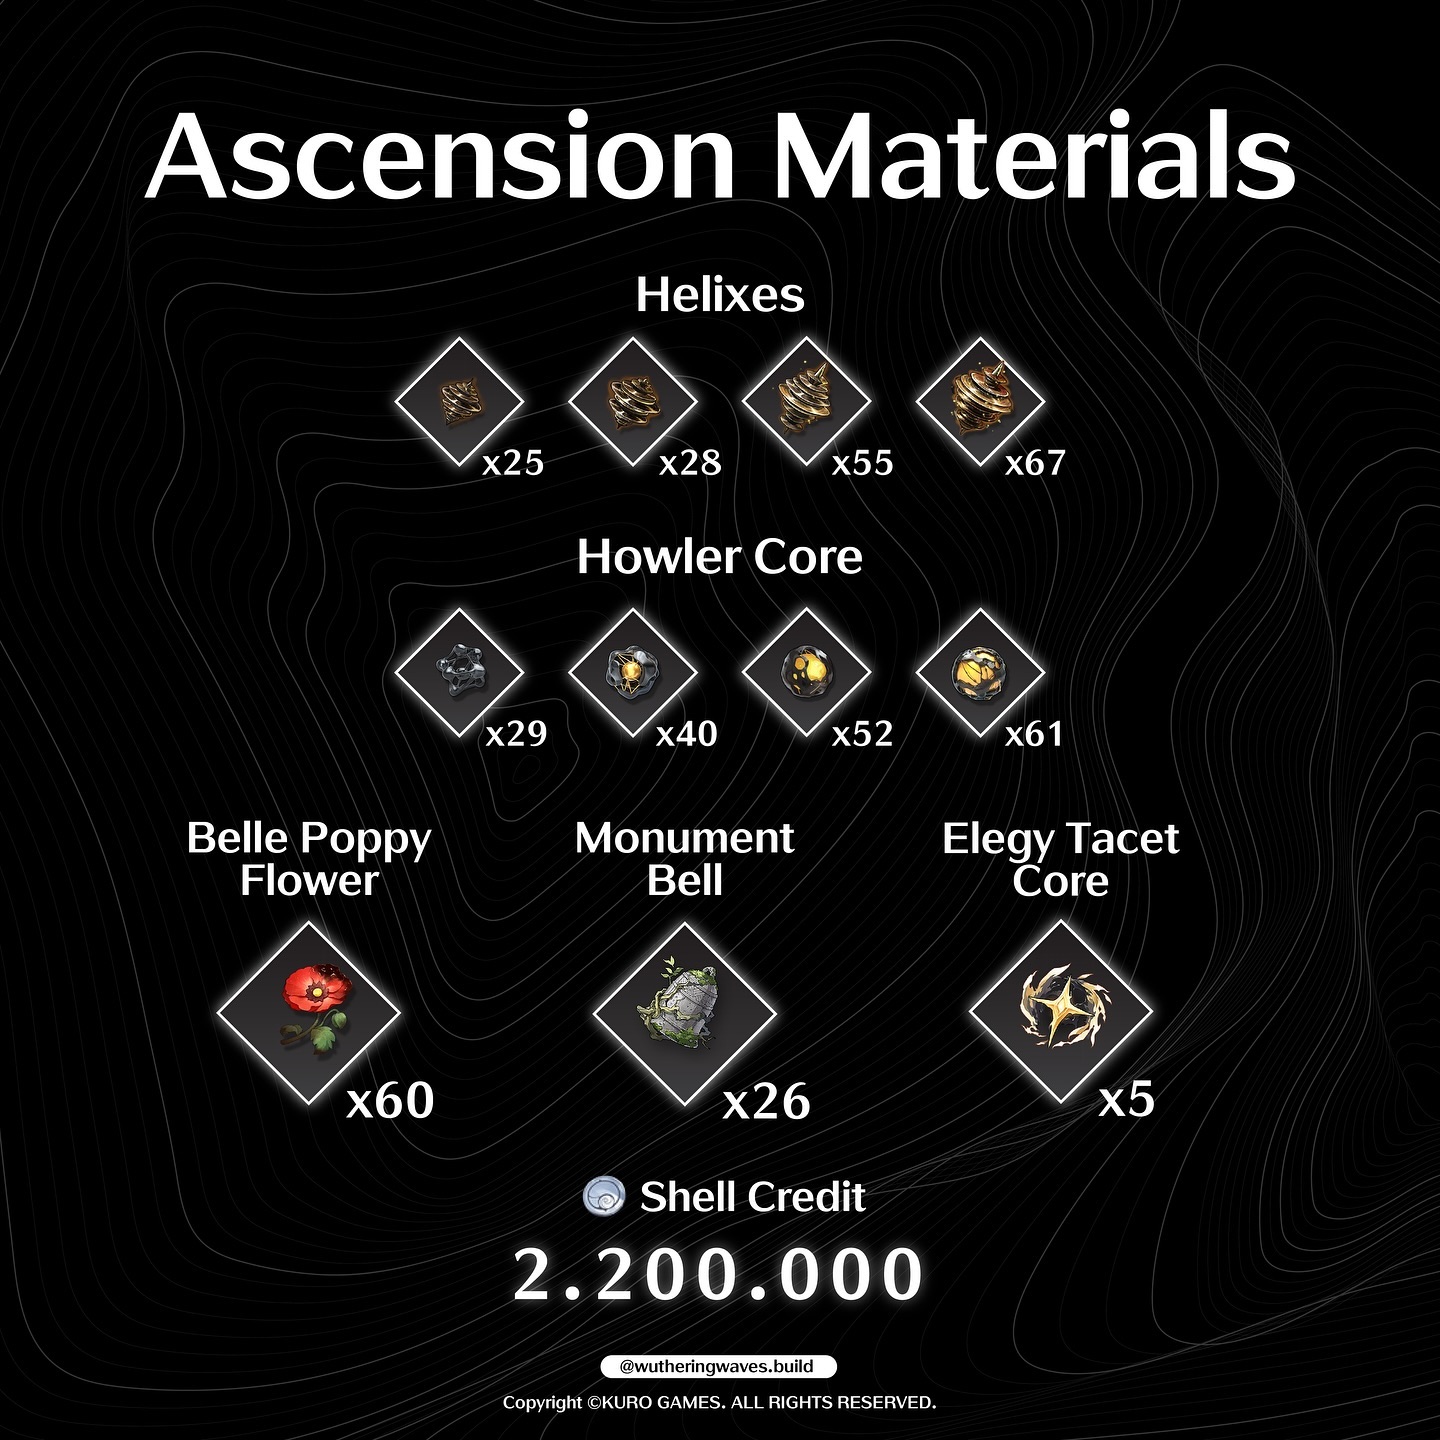 Ascension Materials
Helixes
x25 x28 x55 x67
Howler Core
x29 x40 x52 x61
Belle Poppy
Flower
x60
Monument
Bell
x26
Elegy Tacet
Core
x5
Shell Credit
2.200.000
@wutheringwaves.build
Copyright ©KURO GAMES. ALL RIGHTS RESERVED.